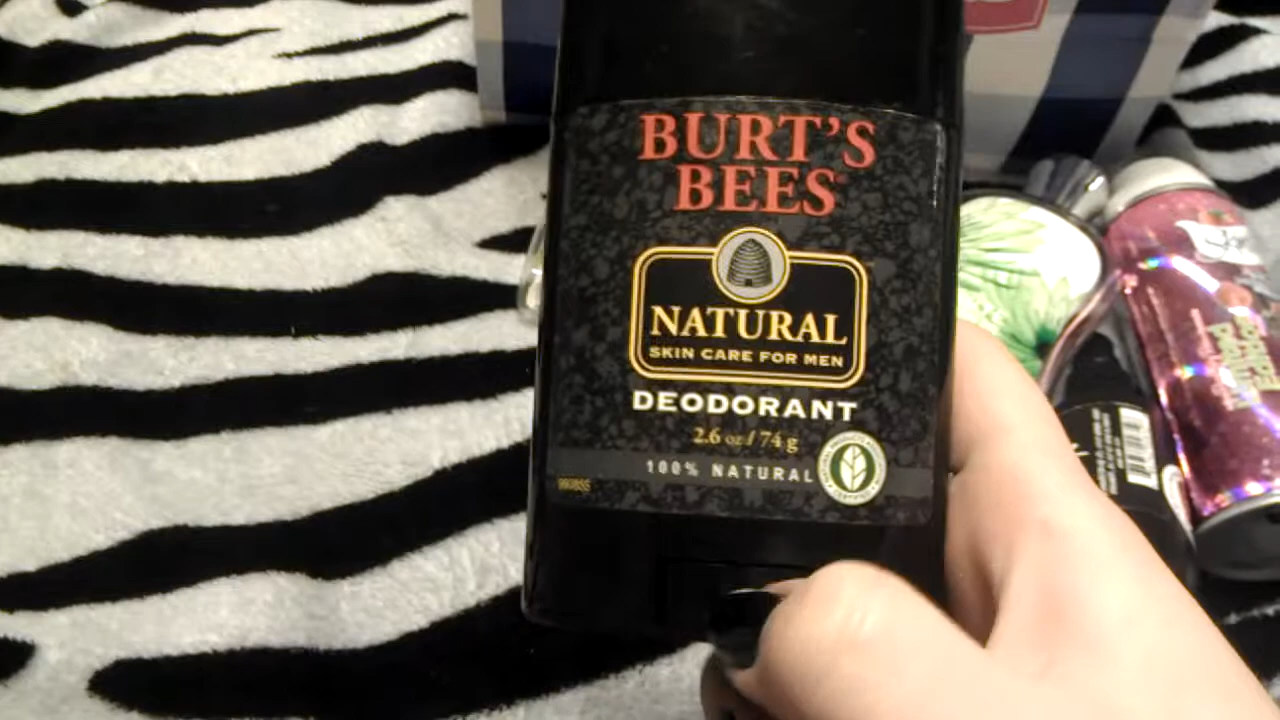 BURT'S
BEES
NATURAL
SKIN CARE FOR MEN
DEODORANT
2.6 oz / 74 g
100% NATURAL